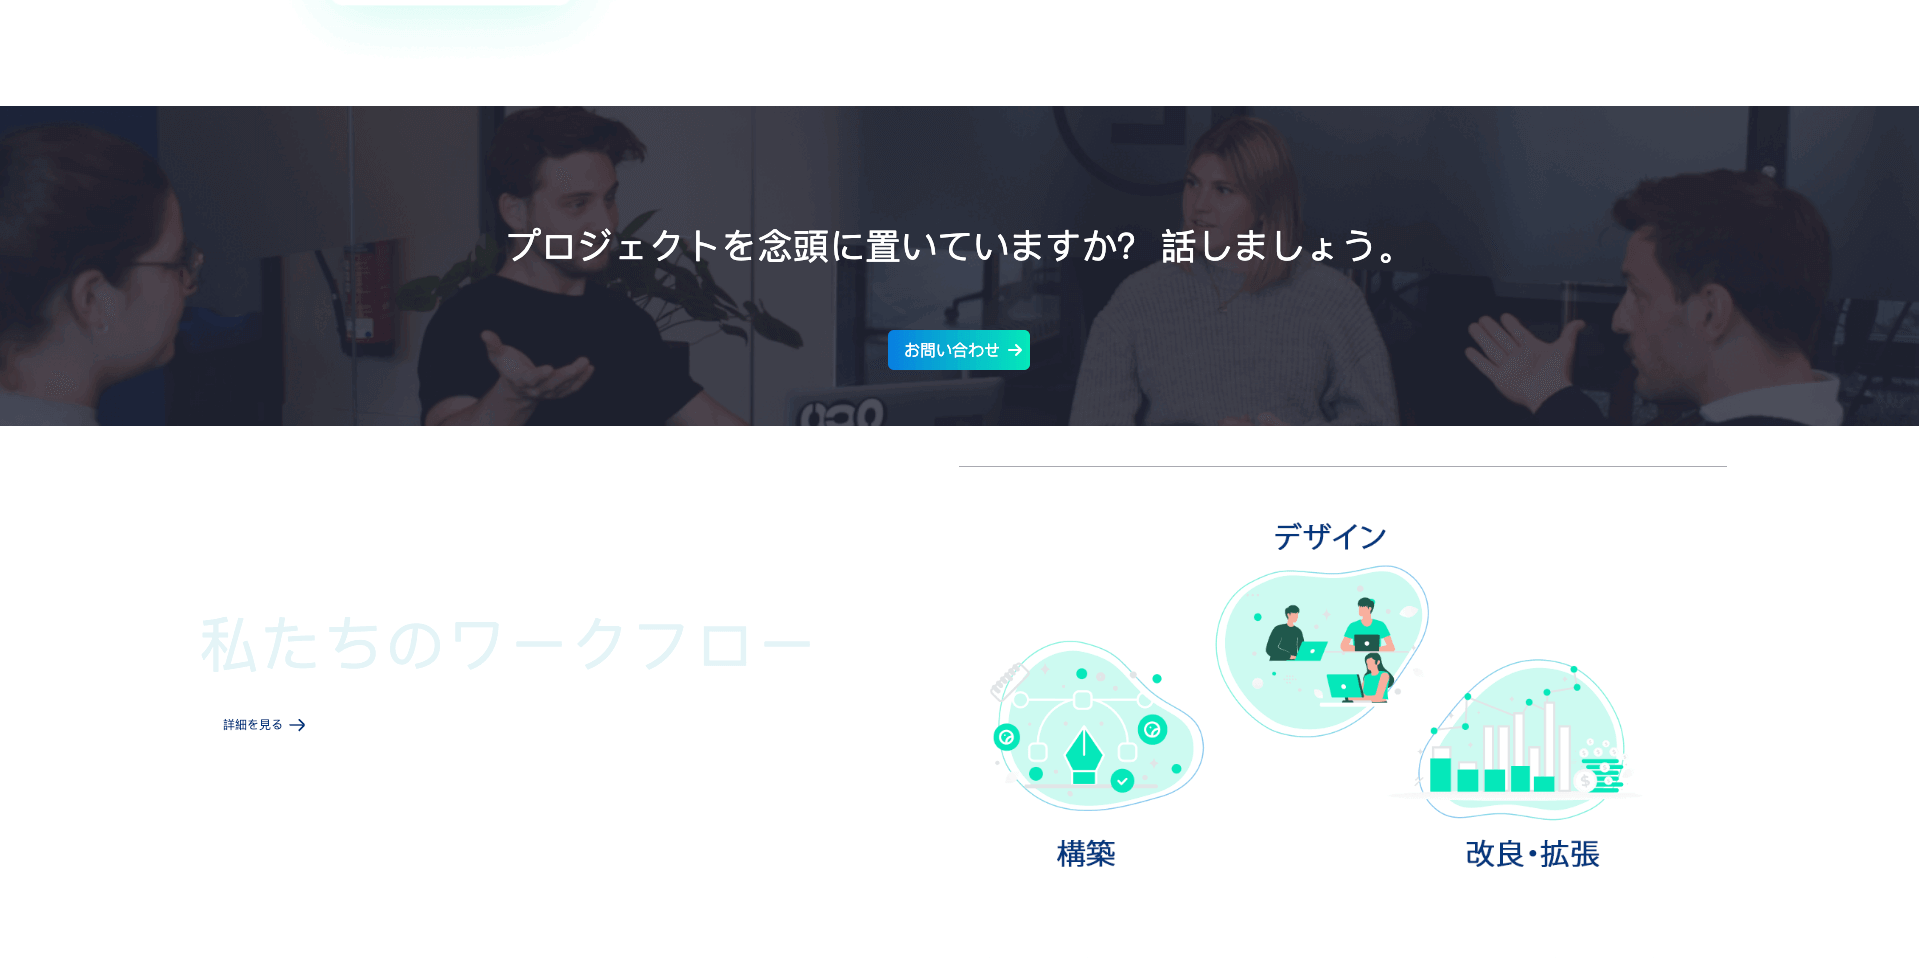 プロジェクトを念頭に置いていますか? 話しましょう。
お問い合わせ
デザイン
私たちのワークフロー
詳細を見る
構築
改良・拡張